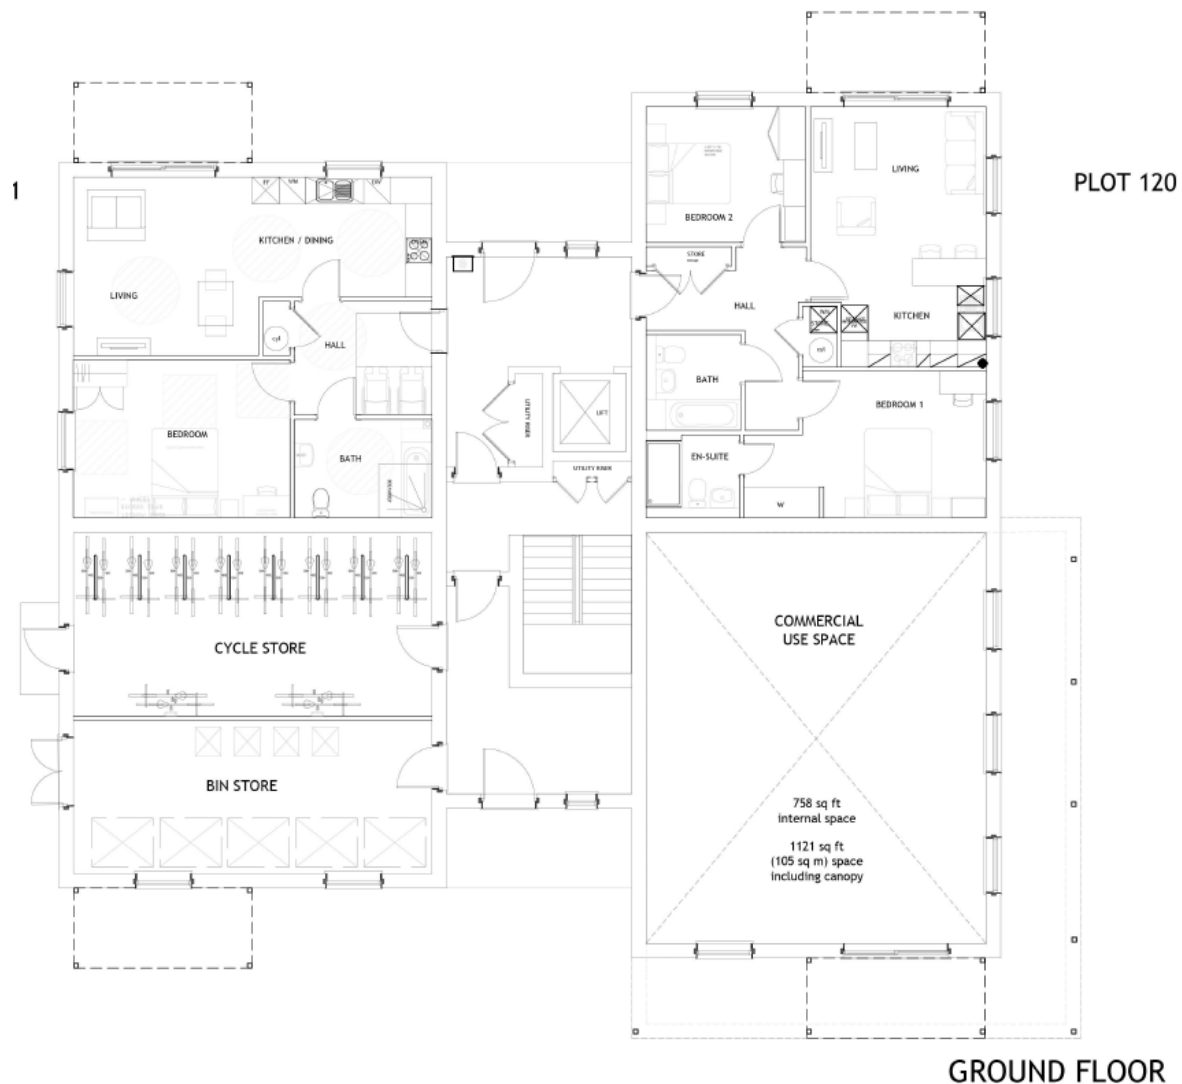 1
PLOT 120
LIVING
BEDROOM 2
KITCHEN / DINING
STORE
LIVING
HALL
KITCHEN
cyl
HALL
cyl
BATH
LIFT
UTILITY RISER
BEDROOM 1
BEDROOM
BATH
EN-SUITE
UTILITY RISER
W
COMMERCIAL
USE SPACE
CYCLE STORE
BIN STORE
758 sq ft
internal space
1121 sq ft
(105 sq m) space
including canopy
GROUND FLOOR